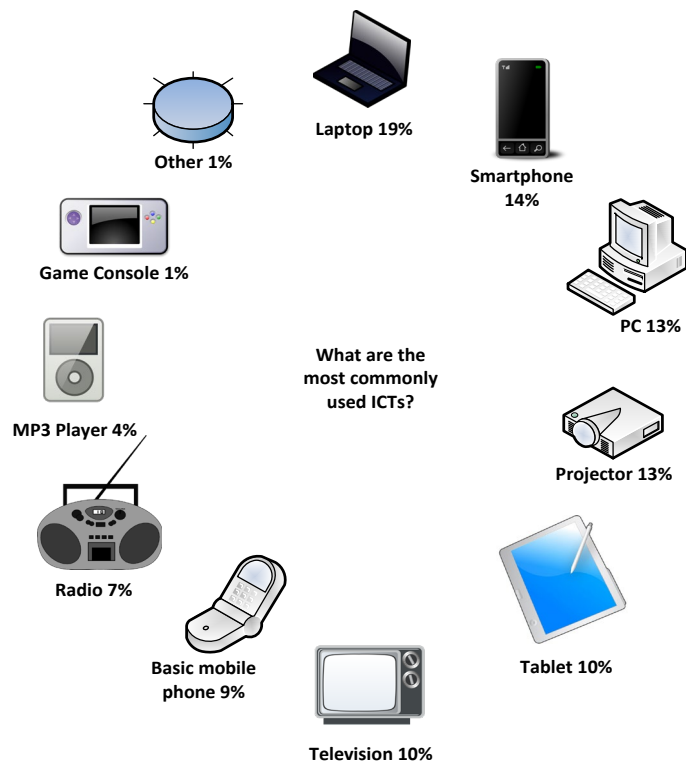 Laptop 19%
Smartphone
14%
PC 13%
Projector 13%
Tablet 10%
Television 10%
Basic mobile
phone 9%
Radio 7%
MP3 Player 4%
Game Console 1%
Other 1%
What are the
most commonly
used ICTs?